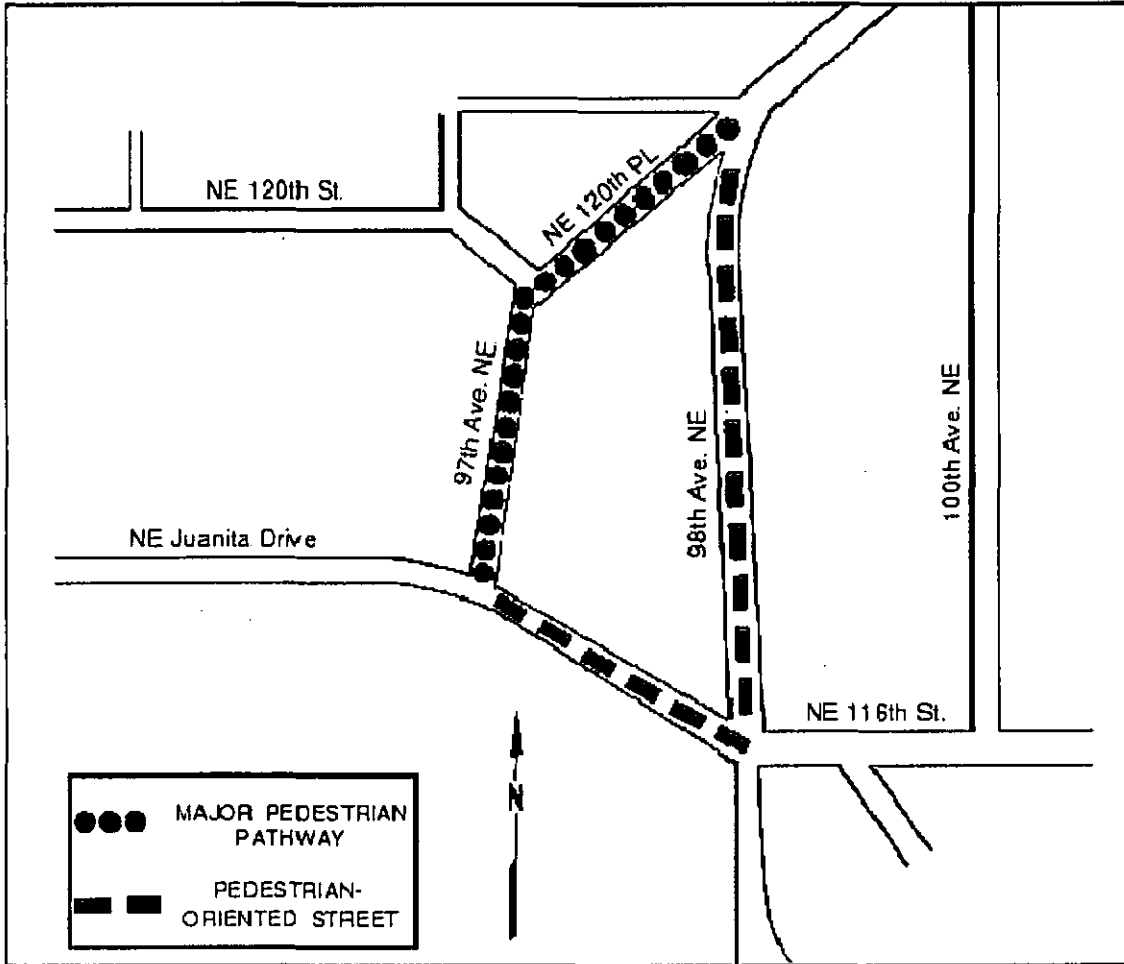 NE 120th St.
NE 120th PL
97th Ave. NE
98th Ave. NE
100th Ave. NE
NE Juanita Drive
NE 116th St.
N
MAJOR PEDESTRIAN
PATHWAY
PEDESTRIAN-
ORIENTED STREET